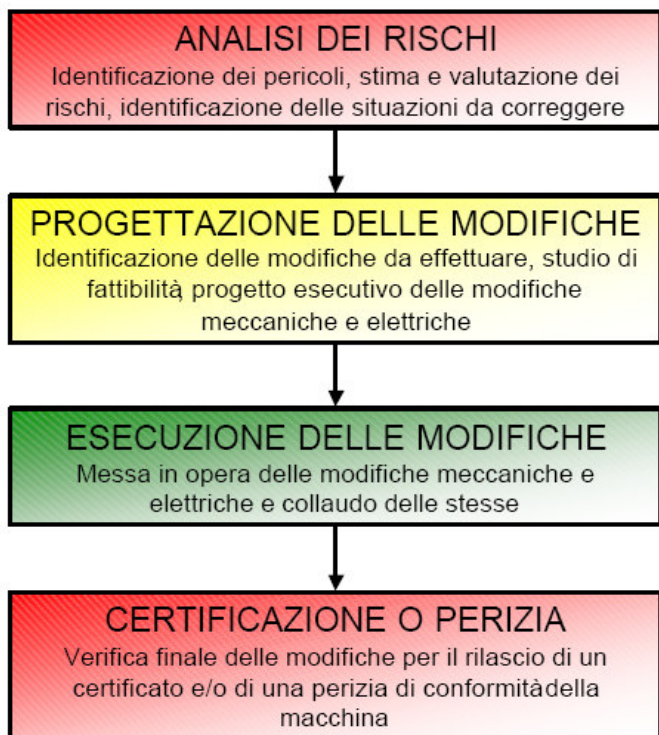 ANALISI DEI RISCHI
Identificazione dei pericoli, stima e valutazione dei
rischi, identificazione delle situazioni da correggere
PROGETTAZIONE DELLE MODIFICHE
Identificazione delle modifiche da effettuare, studio di
fattibilità progetto esecutivo delle modifiche
meccaniche e elettriche
ESECUZIONE DELLE MODIFICHE
Messa in opera delle modifiche meccaniche e
elettriche e collaudo delle stesse
CERTIFICAZIONE O PERIZIA
Verifica finale delle modifiche per il rilascio di un
certificato e/o di una perizia di conformitàdella
macchina